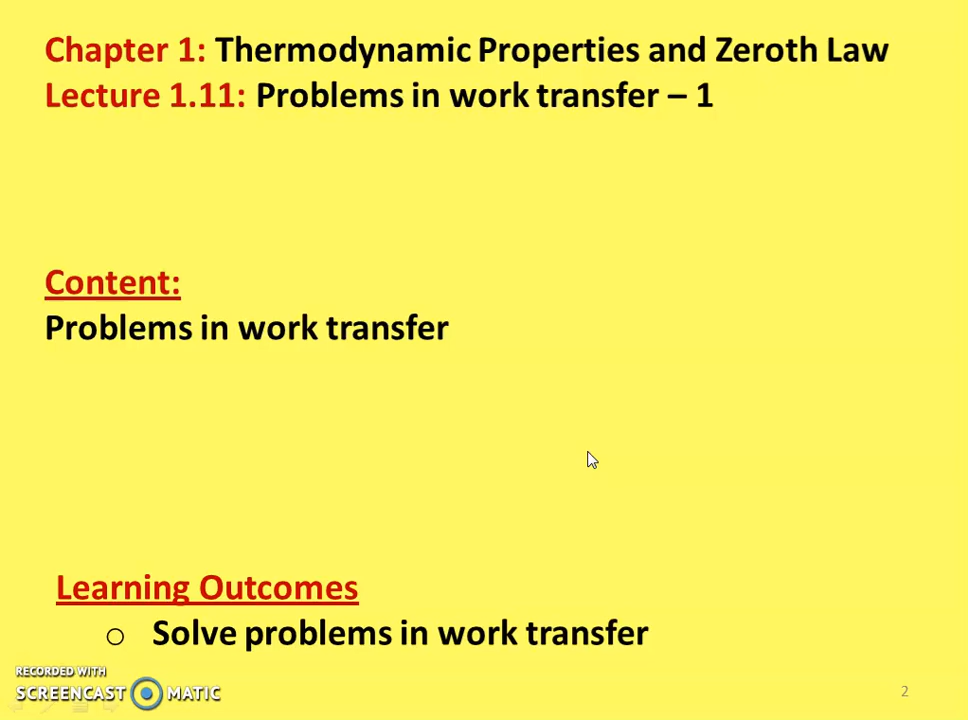 Chapter 1: Thermodynamic Properties and Zeroth Law
Lecture 1.11: Problems in work transfer – 1
Content:
Problems in work transfer
Learning Outcomes
o Solve problems in work transfer
RECORDED WITH
SCREENCAST MATIC
2